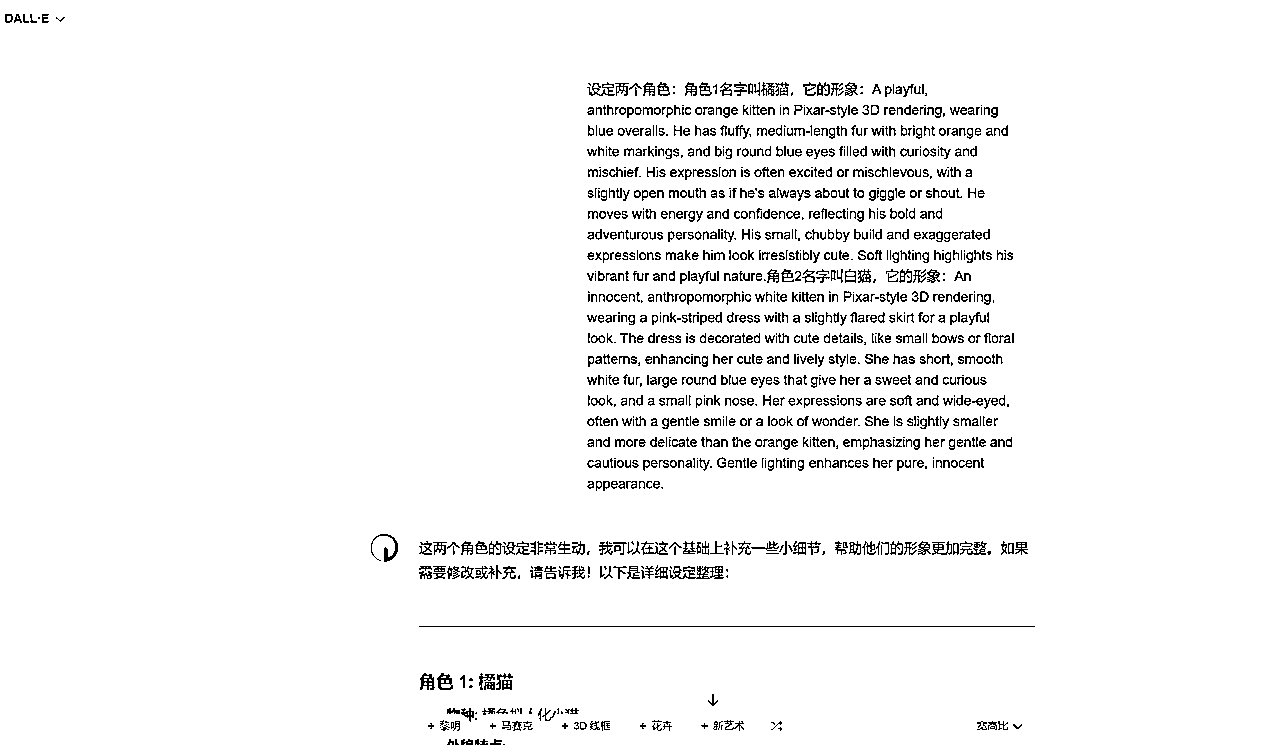 DALL·E
设定两个角色：角色1名字叫橘猫，它的形象：A playful,
anthropomorphic orange kitten in Pixar-style 3D rendering, wearing
blue overalls. He has fluffy, medium-length fur with bright orange and
white markings, and big round blue eyes filled with curiosity and
mischief. His expression is often excited or mischievous, with a
slightly open mouth as if he's always about to giggle or shout. He
moves with energy and confidence, reflecting his bold and
adventurous personality. His small, chubby build and exaggerated
expressions make him look irresistibly cute. Soft lighting highlights his
vibrant fur and playful nature.角色2名字叫白猫，它的形象：An
innocent, anthropomorphic white kitten in Pixar-style 3D rendering,
wearing a pink-striped dress with a slightly flared skirt for a playful
look. The dress is decorated with cute details, like small bows or floral
patterns, enhancing her cute and lively style. She has short, smooth
white fur, large round blue eyes that give her a sweet and curious
look, and a small pink nose. Her expressions are soft and wide-eyed,
often with a gentle smile or a look of wonder. She is slightly smaller
and more delicate than the orange kitten, emphasizing her gentle and
cautious personality. Gentle lighting enhances her pure, innocent
appearance.
这两个角色的设定非常生动，我可以在这个基础上补充一些小细节，帮助他们的形象更加完整。如果
需要修改或补充，请告诉我！以下是详细设定整理：
角色 1: 橘猫
+ 黎明 + 马赛克 + 3D 线框 + 花卉 + 新艺术 宽高比